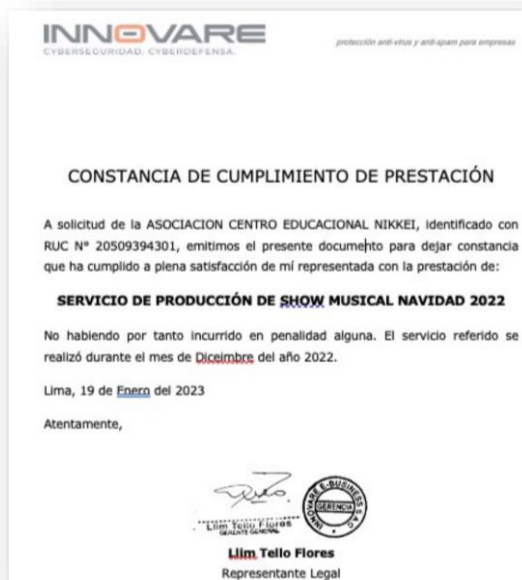 INNOVARE
CYBERSEGURIDAD. CYBERDEFENSA.
protección anti-virus y anti-spam para empresas
CONSTANCIA DE CUMPLIMIENTO DE PRESTACIÓN
A solicitud de la ASOCIACION CENTRO EDUCACIONAL NIKKEI, identificado con
RUC N° 20509394301, emitimos el presente documento para dejar constancia
que ha cumplido a plena satisfacción de mí representada con la prestación de:
SERVICIO DE PRODUCCIÓN DE SHOW MUSICAL NAVIDAD 2022
No habiendo por tanto incurrido en penalidad alguna. El servicio referido se
realizó durante el mes de Diceimbre del año 2022.
Lima, 19 de Enero del 2023
Atentamente,
Llim Tello Flores
GERENTE GENERAL
INNOVARE E-BUSINESS S.A.C.
GERENCIA
Llim Tello Flores
Representante Legal